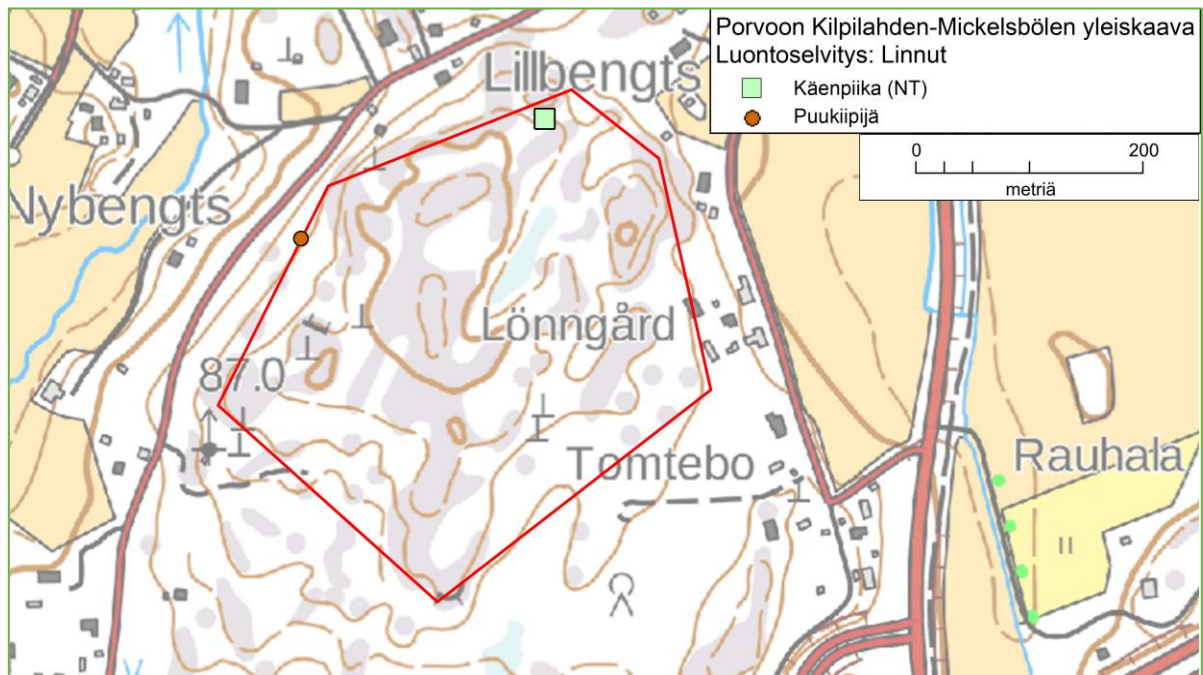 Porvoon Kilpilahden-Mickelsbölen yleiskaava
Luontoselvitys: Linnut
Käenpiika (NT)
Puukiipijä
0 200
metriä
Lillbengts
Nybengts
Lönngård
87.0
Tomtebo
Rauhala